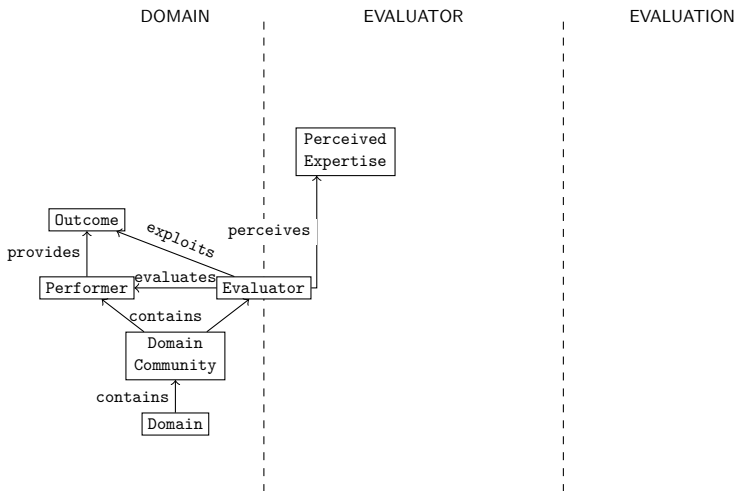 DOMAIN
EVALUATOR
EVALUATION
Perceived
Expertise
Outcome
exploits
perceives
provides
evaluates
Performer
Evaluator
contains
Domain
Community
contains
Domain